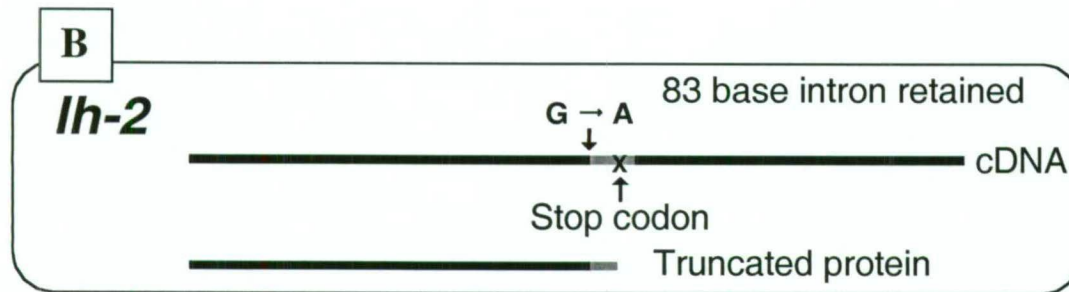 B
lh-2
83 base intron retained
G → A
x
cDNA
Stop codon
Truncated protein